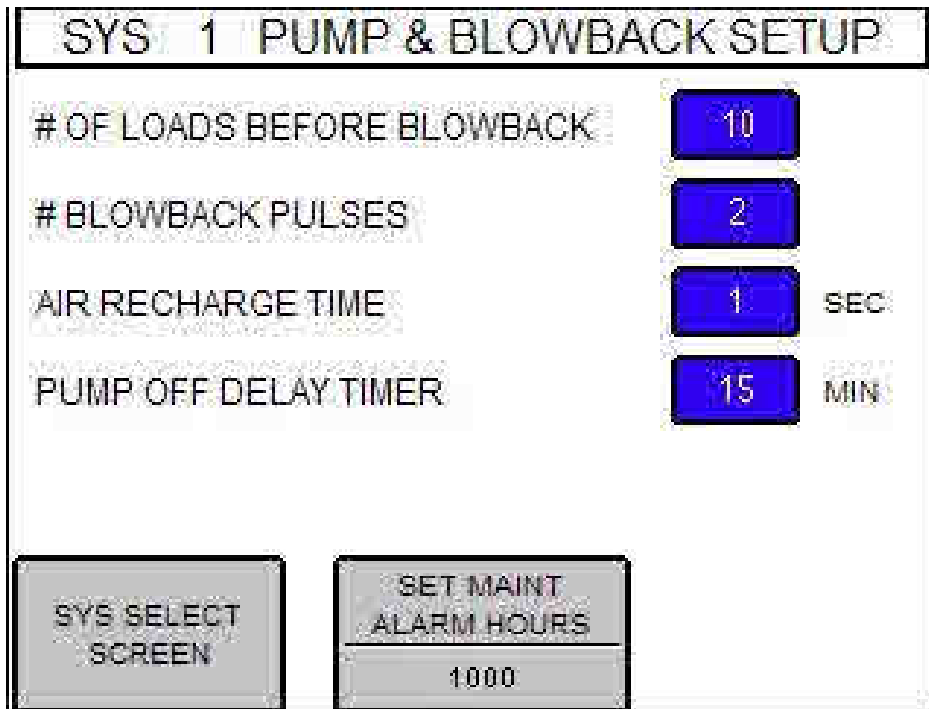 SYS 1 PUMP & BLOWBACK SETUP
# OF LOADS BEFORE BLOWBACK 10
# BLOWBACK PULSES 2
AIR RECHARGE TIME 1 SEC
PUMP OFF DELAY TIMER 15 MIN
SYS SELECT
SCREEN
SET MAINT
ALARM HOURS
1000